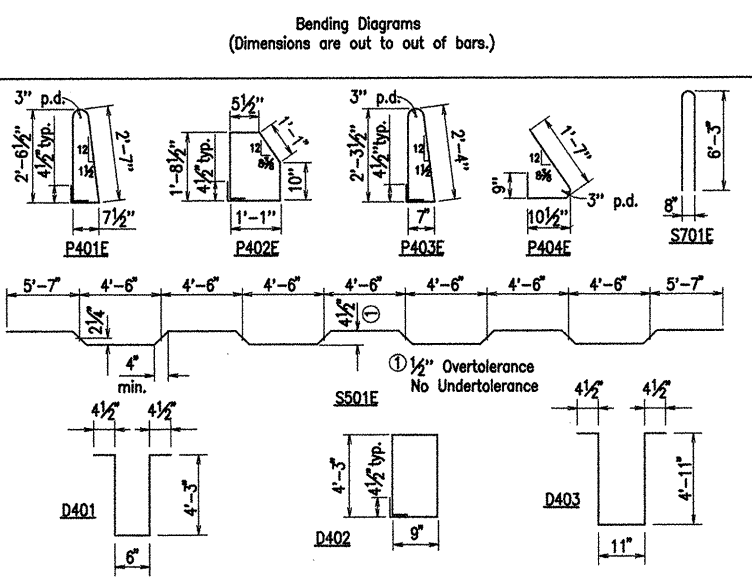 Bending Diagrams
(Dimensions are out to out of bars.)
3" p.d.
2'-6½"
4½" typ.
12
1½
2'-7"
7½"
P401E
5½"
1'-8½"
4½" typ.
12
8⅜
1'-1"
10"
1'-1"
P402E
3" p.d.
2'-3½"
4½" typ.
12
1½
2'-4"
7"
P403E
9"
12
8⅜
1'-7"
3" p.d.
10½"
P404E
6'-3"
8"
S701E
5'-7" 4'-6" 4'-6" 4'-6" 4'-6" 4'-6" 4'-6" 4'-6" 5'-7"
2¼"
4½" ①
4"
min.
① ½" Overtolerance
No Undertolerance
S501E
4½" 4½"
4'-3"
D401
6"
4'-3"
4½" typ.
D402
9"
4½" 4½"
D403
4'-11"
11"